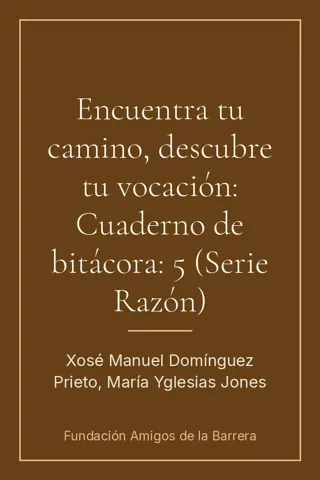 Encuentra tu
camino, descubre
tu vocación:
Cuaderno de
bitácora: 5 (Serie
Razón)
Xosé Manuel Domínguez
Prieto, María Yglesias Jones
Fundación Amigos de la Barrera